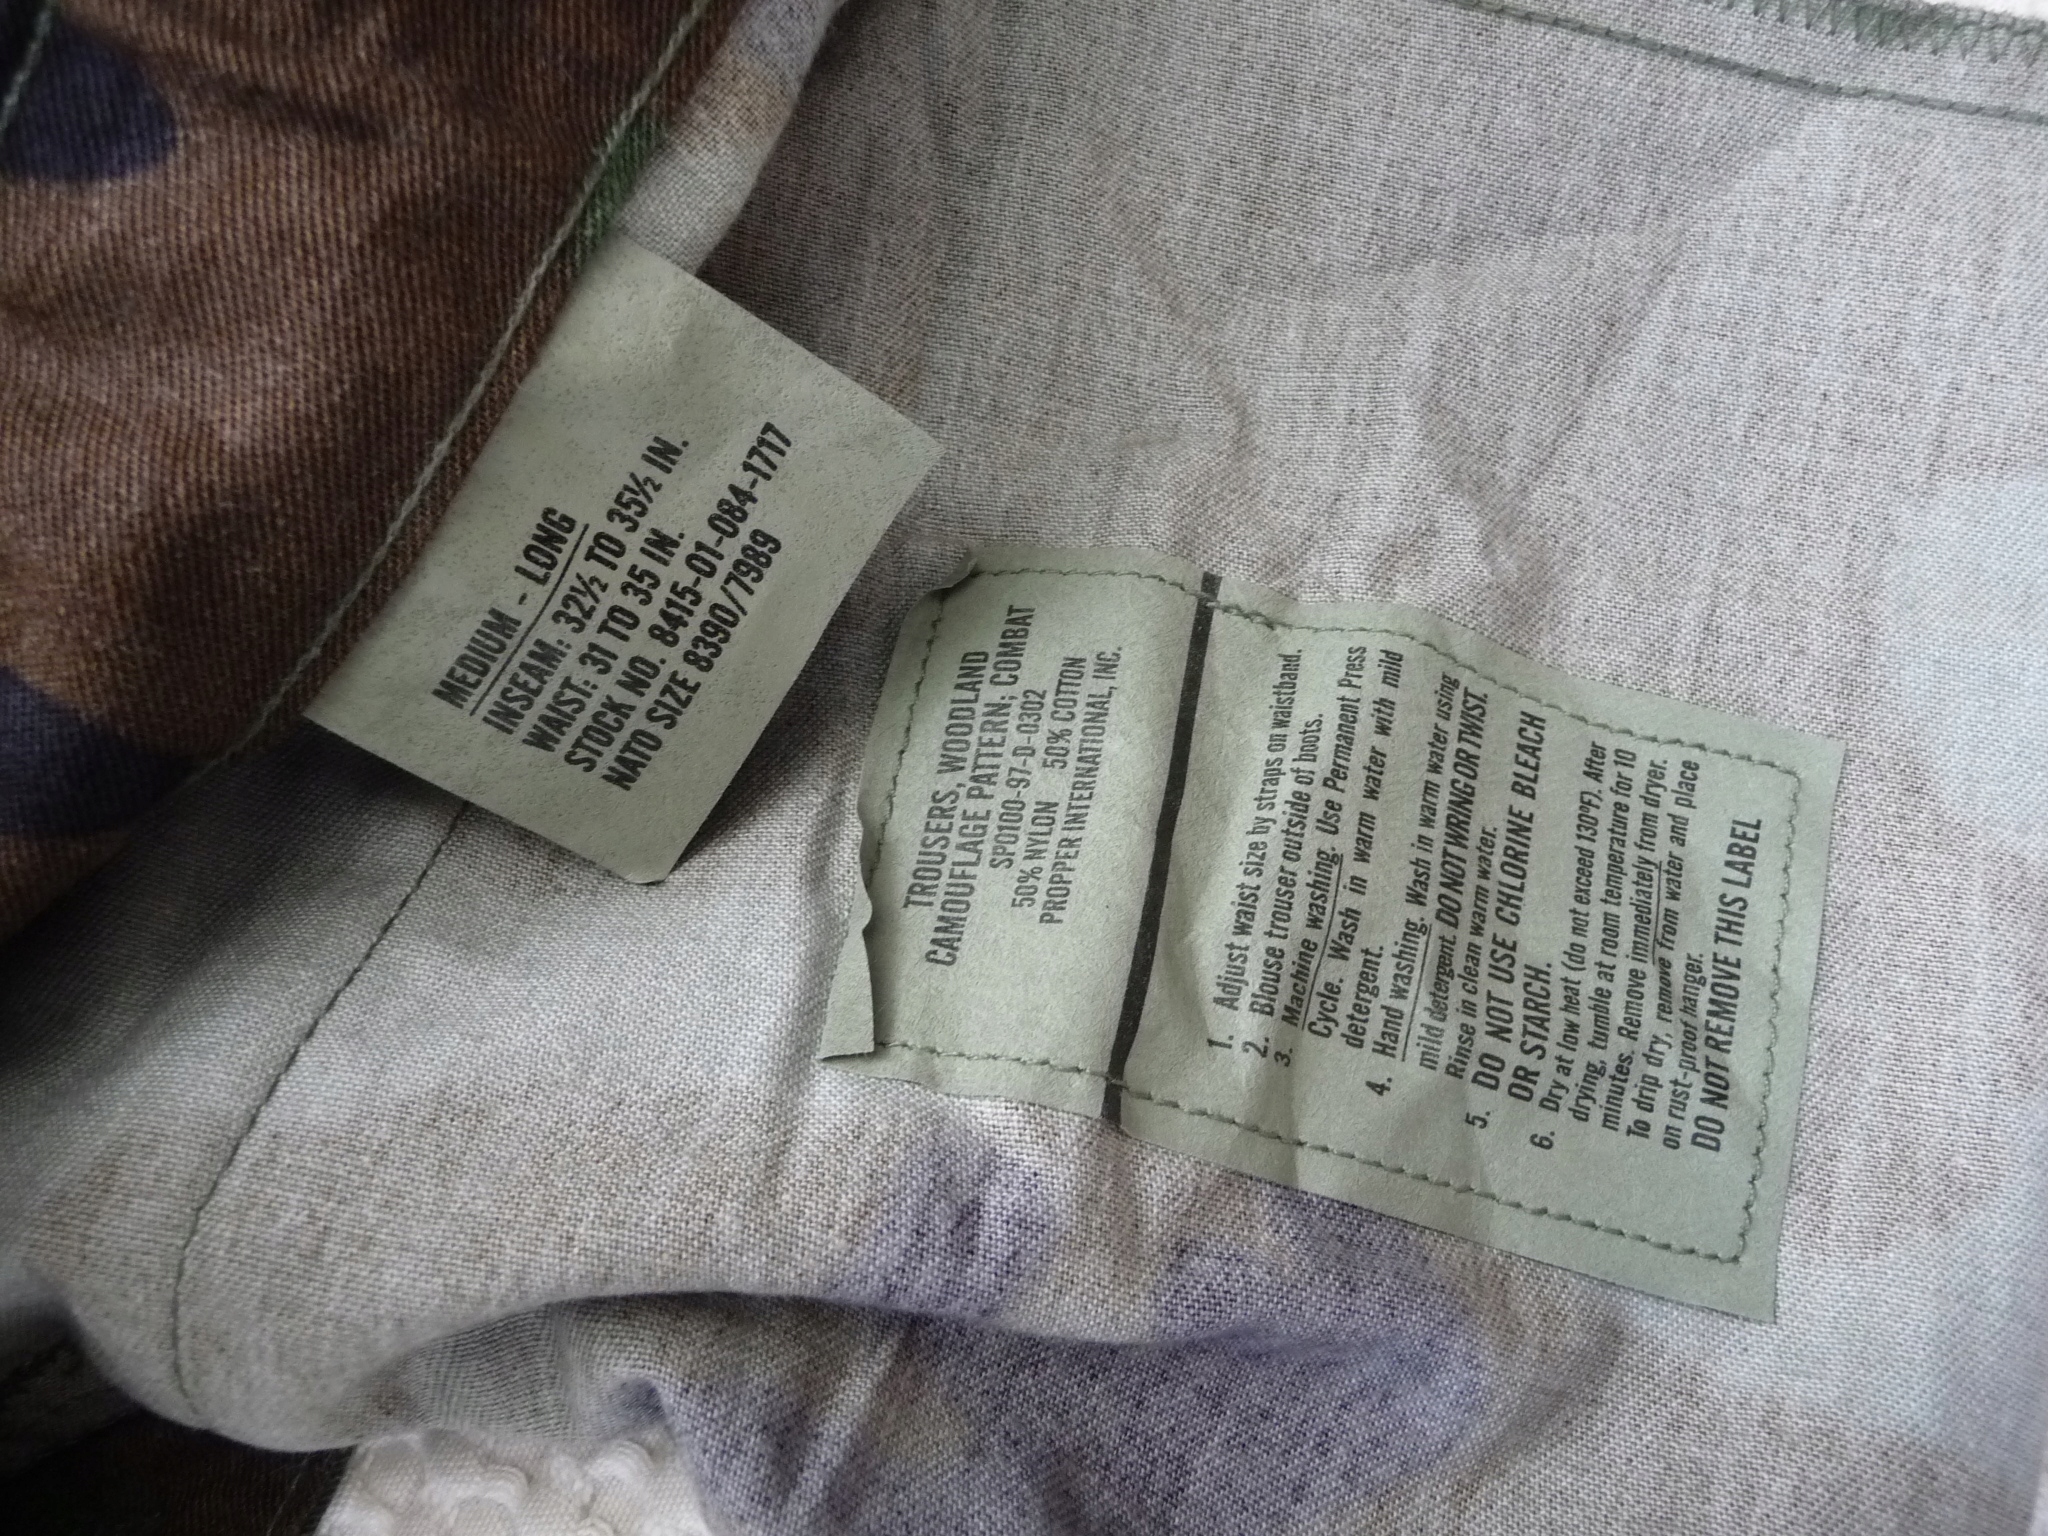 MEDIUM - LONG
INSEAM: 32½ TO 35½ IN.
WAIST: 31 TO 35 IN.
STOCK NO. 8415-01-084-1717
NATO SIZE 8390/7989
TROUSERS, WOODLAND
CAMOUFLAGE PATTERN; COMBAT
SPO100-97-D-0302
50% NYLON 50% COTTON
PROPPER INTERNATIONAL, INC.
1. Adjust waist size by straps on waistband.
2. Blouse trouser outside of boots.
3. Machine washing. Use Permanent Press
Cycle. Wash in warm water with mild
detergent.
4. Hand washing. Wash in warm water using
mild detergent. DO NOT WRING OR TWIST.
Rinse in clean warm water.
5. DO NOT USE CHLORINE BLEACH
OR STARCH.
6. Dry at low heat (do not exceed 130°F). After
drying, tumble at room temperature for 10
minutes. Remove immediately from dryer.
To drip dry, remove from water and place
on rust-proof hanger.
DO NOT REMOVE THIS LABEL